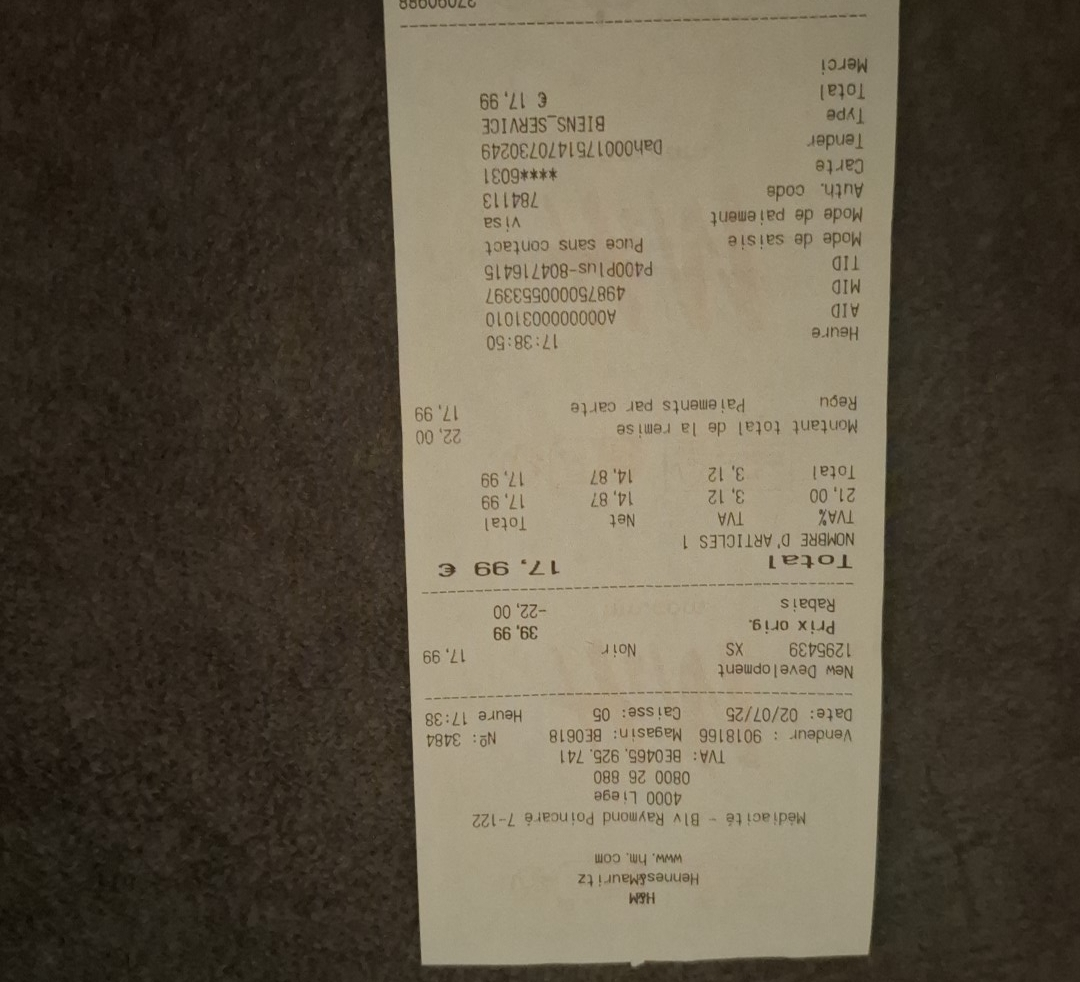 H&M
Hennes&Mauritz
www.hm.com
Médiacité - Blv Raymond Poincaré 7-122
4000 Liege
0800 26 880
TVA: BE0465.925.741
Vendeur : 9018166 Magasin: BE0618 Nº: 3484
Date: 02/07/25 Caisse: 05 Heure 17:38
New Development
1295439 XS Noir 17,99
Prix orig. 39,99
Rabais -22,00
Total 17,99 €
NOMBRE D'ARTICLES 1
TVA% TVA Net Total
21,00 3,12 14,87 17,99
Total 3,12 14,87 17,99
Montant total de la remise 22,00
Reçu Paiements par carte 17,99
Heure 17:38:50
AID A0000000031010
MID 498750000553397
TID P400Plus-804716415
Mode de saisie Puce sans contact
Mode de paiement visa
Auth. code 784113
Carte ****6031
Tender Dah0001751470730249
Type BIENS_SERVICE
Total € 17,99
Merci